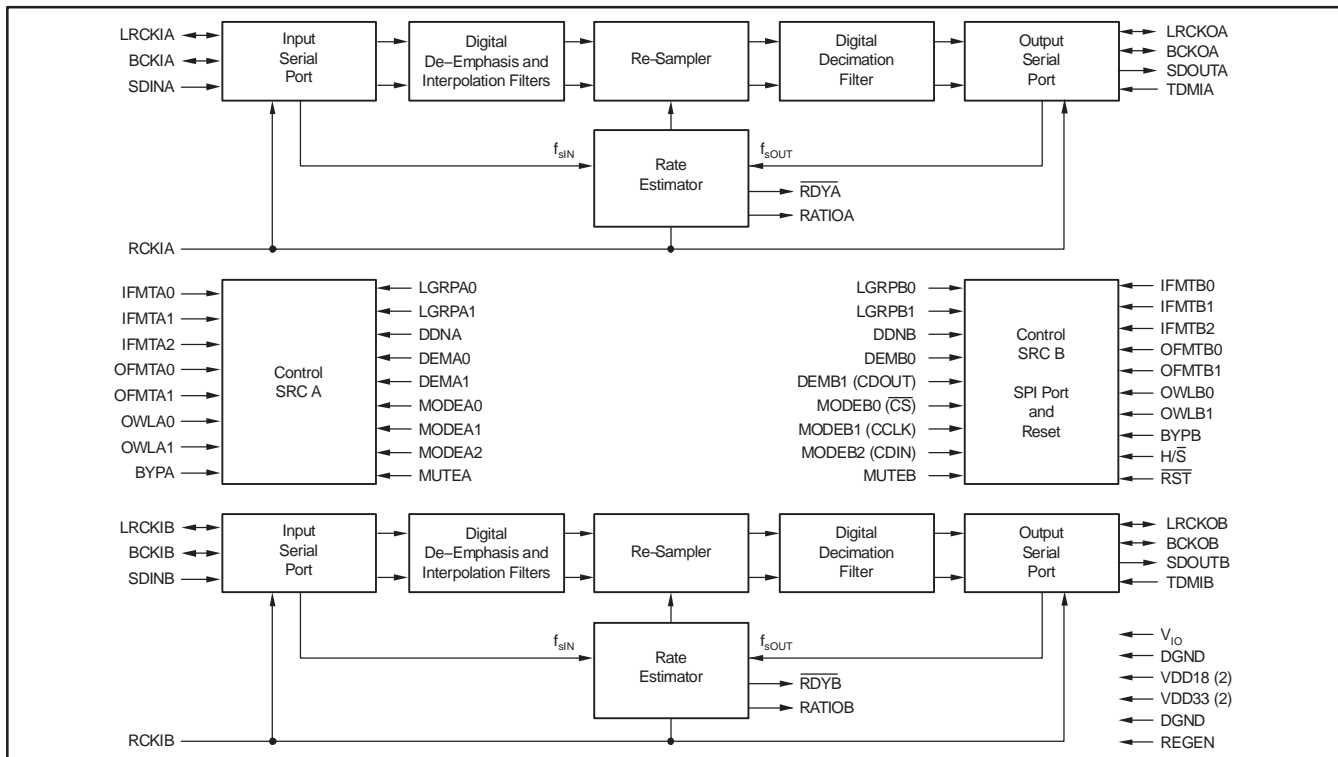 LRCKIA
BCKIA
SDINA
Input
Serial
Port
Digital
De–Emphasis and
Interpolation Filters
Re–Sampler
Digital
Decimation
Filter
Output
Serial
Port
LRCKOA
BCKOA
SDOUTA
TDMIA
fsIN
Rate
Estimator
fsOUT
RDYA
RATIOA
RCKIA
IFMTA0
IFMTA1
IFMTA2
OFMTA0
OFMTA1
OWLA0
OWLA1
BYPA
Control
SRC A
LGRPA0
LGRPA1
DDNA
DEMA0
DEMA1
MODEA0
MODEA1
MODEA2
MUTEA
LGRPB0
LGRPB1
DDNB
DEMB0
DEMB1 (CDOUT)
MODEB0 (CS)
MODEB1 (CCLK)
MODEB2 (CDIN)
MUTEB
Control
SRC B
SPI Port
and
Reset
IFMTB0
IFMTB1
IFMTB2
OFMTB0
OFMTB1
OWLB0
OWLB1
BYPB
H/S
RST
LRCKIB
BCKIB
SDINB
Input
Serial
Port
Digital
De–Emphasis and
Interpolation Filters
Re–Sampler
Digital
Decimation
Filter
Output
Serial
Port
LRCKOB
BCKOB
SDOUTB
TDMIB
fsIN
Rate
Estimator
fsOUT
RDYB
RATIOB
RCKIB
VIO
DGND
VDD18 (2)
VDD33 (2)
DGND
REGEN